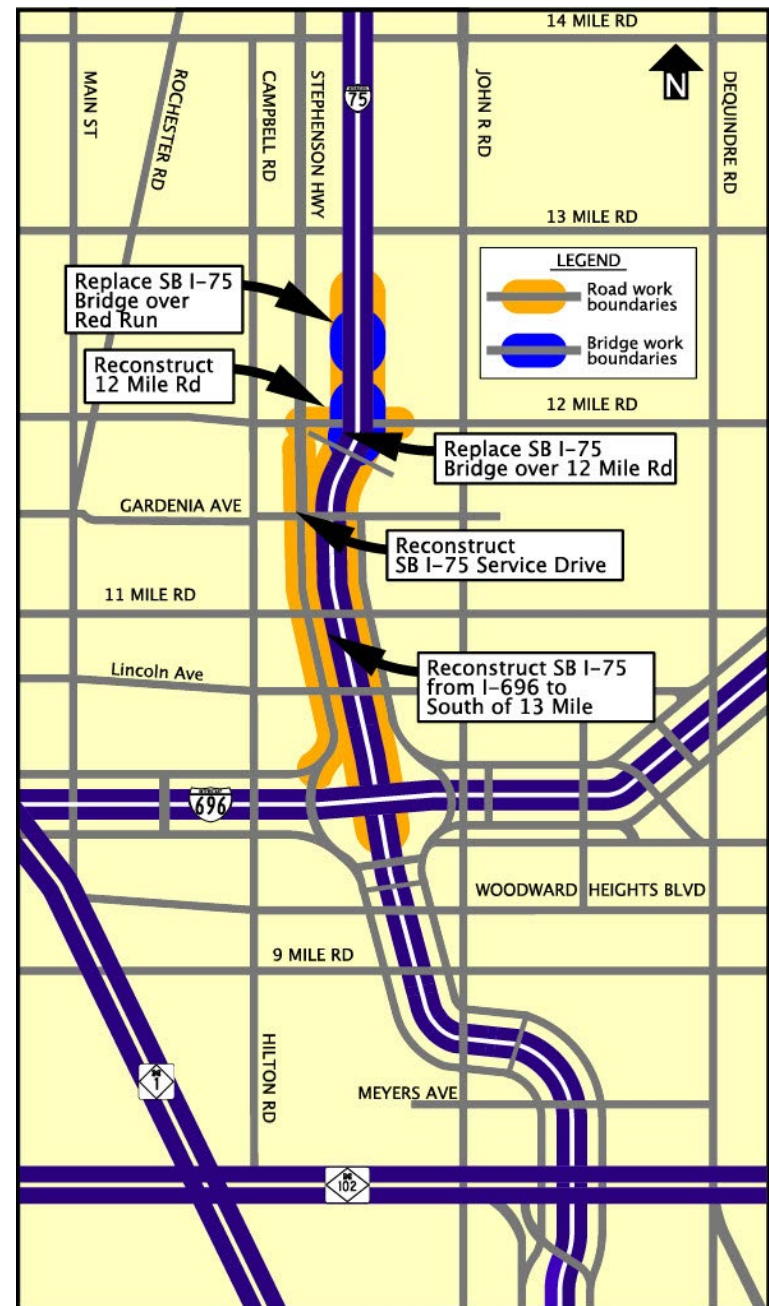 14 MILE RD
MAIN ST
ROCHESTER RD
CAMPBELL RD
STEPHENSON HWY
75
JOHN R RD
N
DEQUINDRE RD
13 MILE RD
LEGEND
Road work
boundaries
Bridge work
boundaries
Replace SB I-75
Bridge over
Red Run
Reconstruct
12 Mile Rd
12 MILE RD
Replace SB I-75
Bridge over 12 Mile Rd
GARDENIA AVE
Reconstruct
SB I-75 Service Drive
11 MILE RD
Lincoln Ave
Reconstruct SB I-75
from I-696 to
South of 13 Mile
696
WOODWARD HEIGHTS BLVD
9 MILE RD
HILTON RD
M
1
MEYERS AVE
M
102